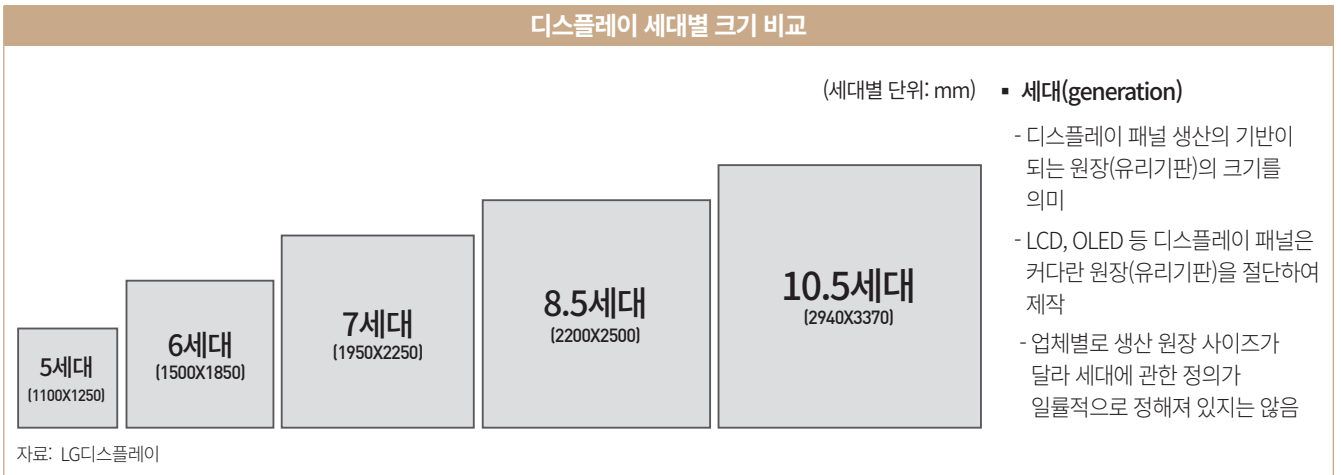 디스플레이 세대별 크기 비교
(세대별 단위: mm)
5세대
(1100X1250)
6세대
(1500X1850)
7세대
(1950X2250)
8.5세대
(2200X2500)
10.5세대
(2940X3370)
▪ 세대(generation)
- 디스플레이 패널 생산의 기반이
되는 원장(유리기판)의 크기를
의미
- LCD, OLED 등 디스플레이 패널은
커다란 원장(유리기판)을 절단하여
제작
- 업체별로 생산 원장 사이즈가
달라 세대에 관한 정의가
일률적으로 정해져 있지는 않음
자료: LG디스플레이